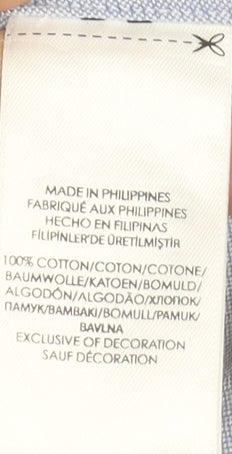 MADE IN PHILIPPINES
FABRIQUÉ AUX PHILIPPINES
HECHO EN FILIPINAS
FİLİPİNLER'DE ÜRETİLMİŞTİR
100% COTTON/COTON/COTONE/
BAUMWOLLE/KATOEN/BOMULD/
ALGODÓN/ALGODÃO/ХЛОПОК/
ПАМУК/BAMBAKI/BOMULL/PAMUK/
BAVLNA
EXCLUSIVE OF DECORATION
SAUF DÉCORATION